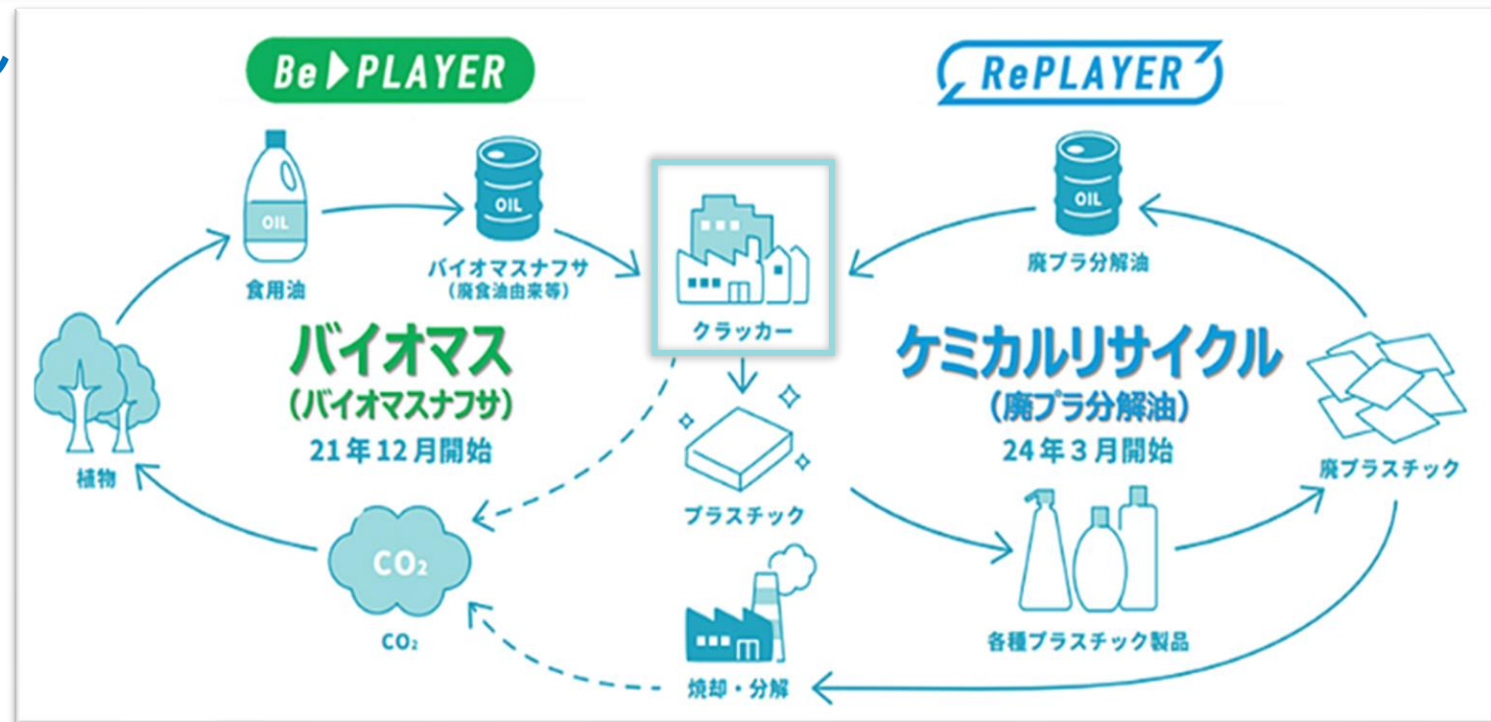 Be▶PLAYER
RePLAYER
OIL
食用油
OIL
バイオマスナフサ
(廃食油由来等)
クラッカー
OIL
廃プラ分解油
バイオマス
(バイオマスナフサ)
21年12月開始
ケミカルリサイクル
(廃プラ分解油)
24年3月開始
植物
プラスチック
廃プラスチック
CO₂
CO₂
焼却・分解
各種プラスチック製品